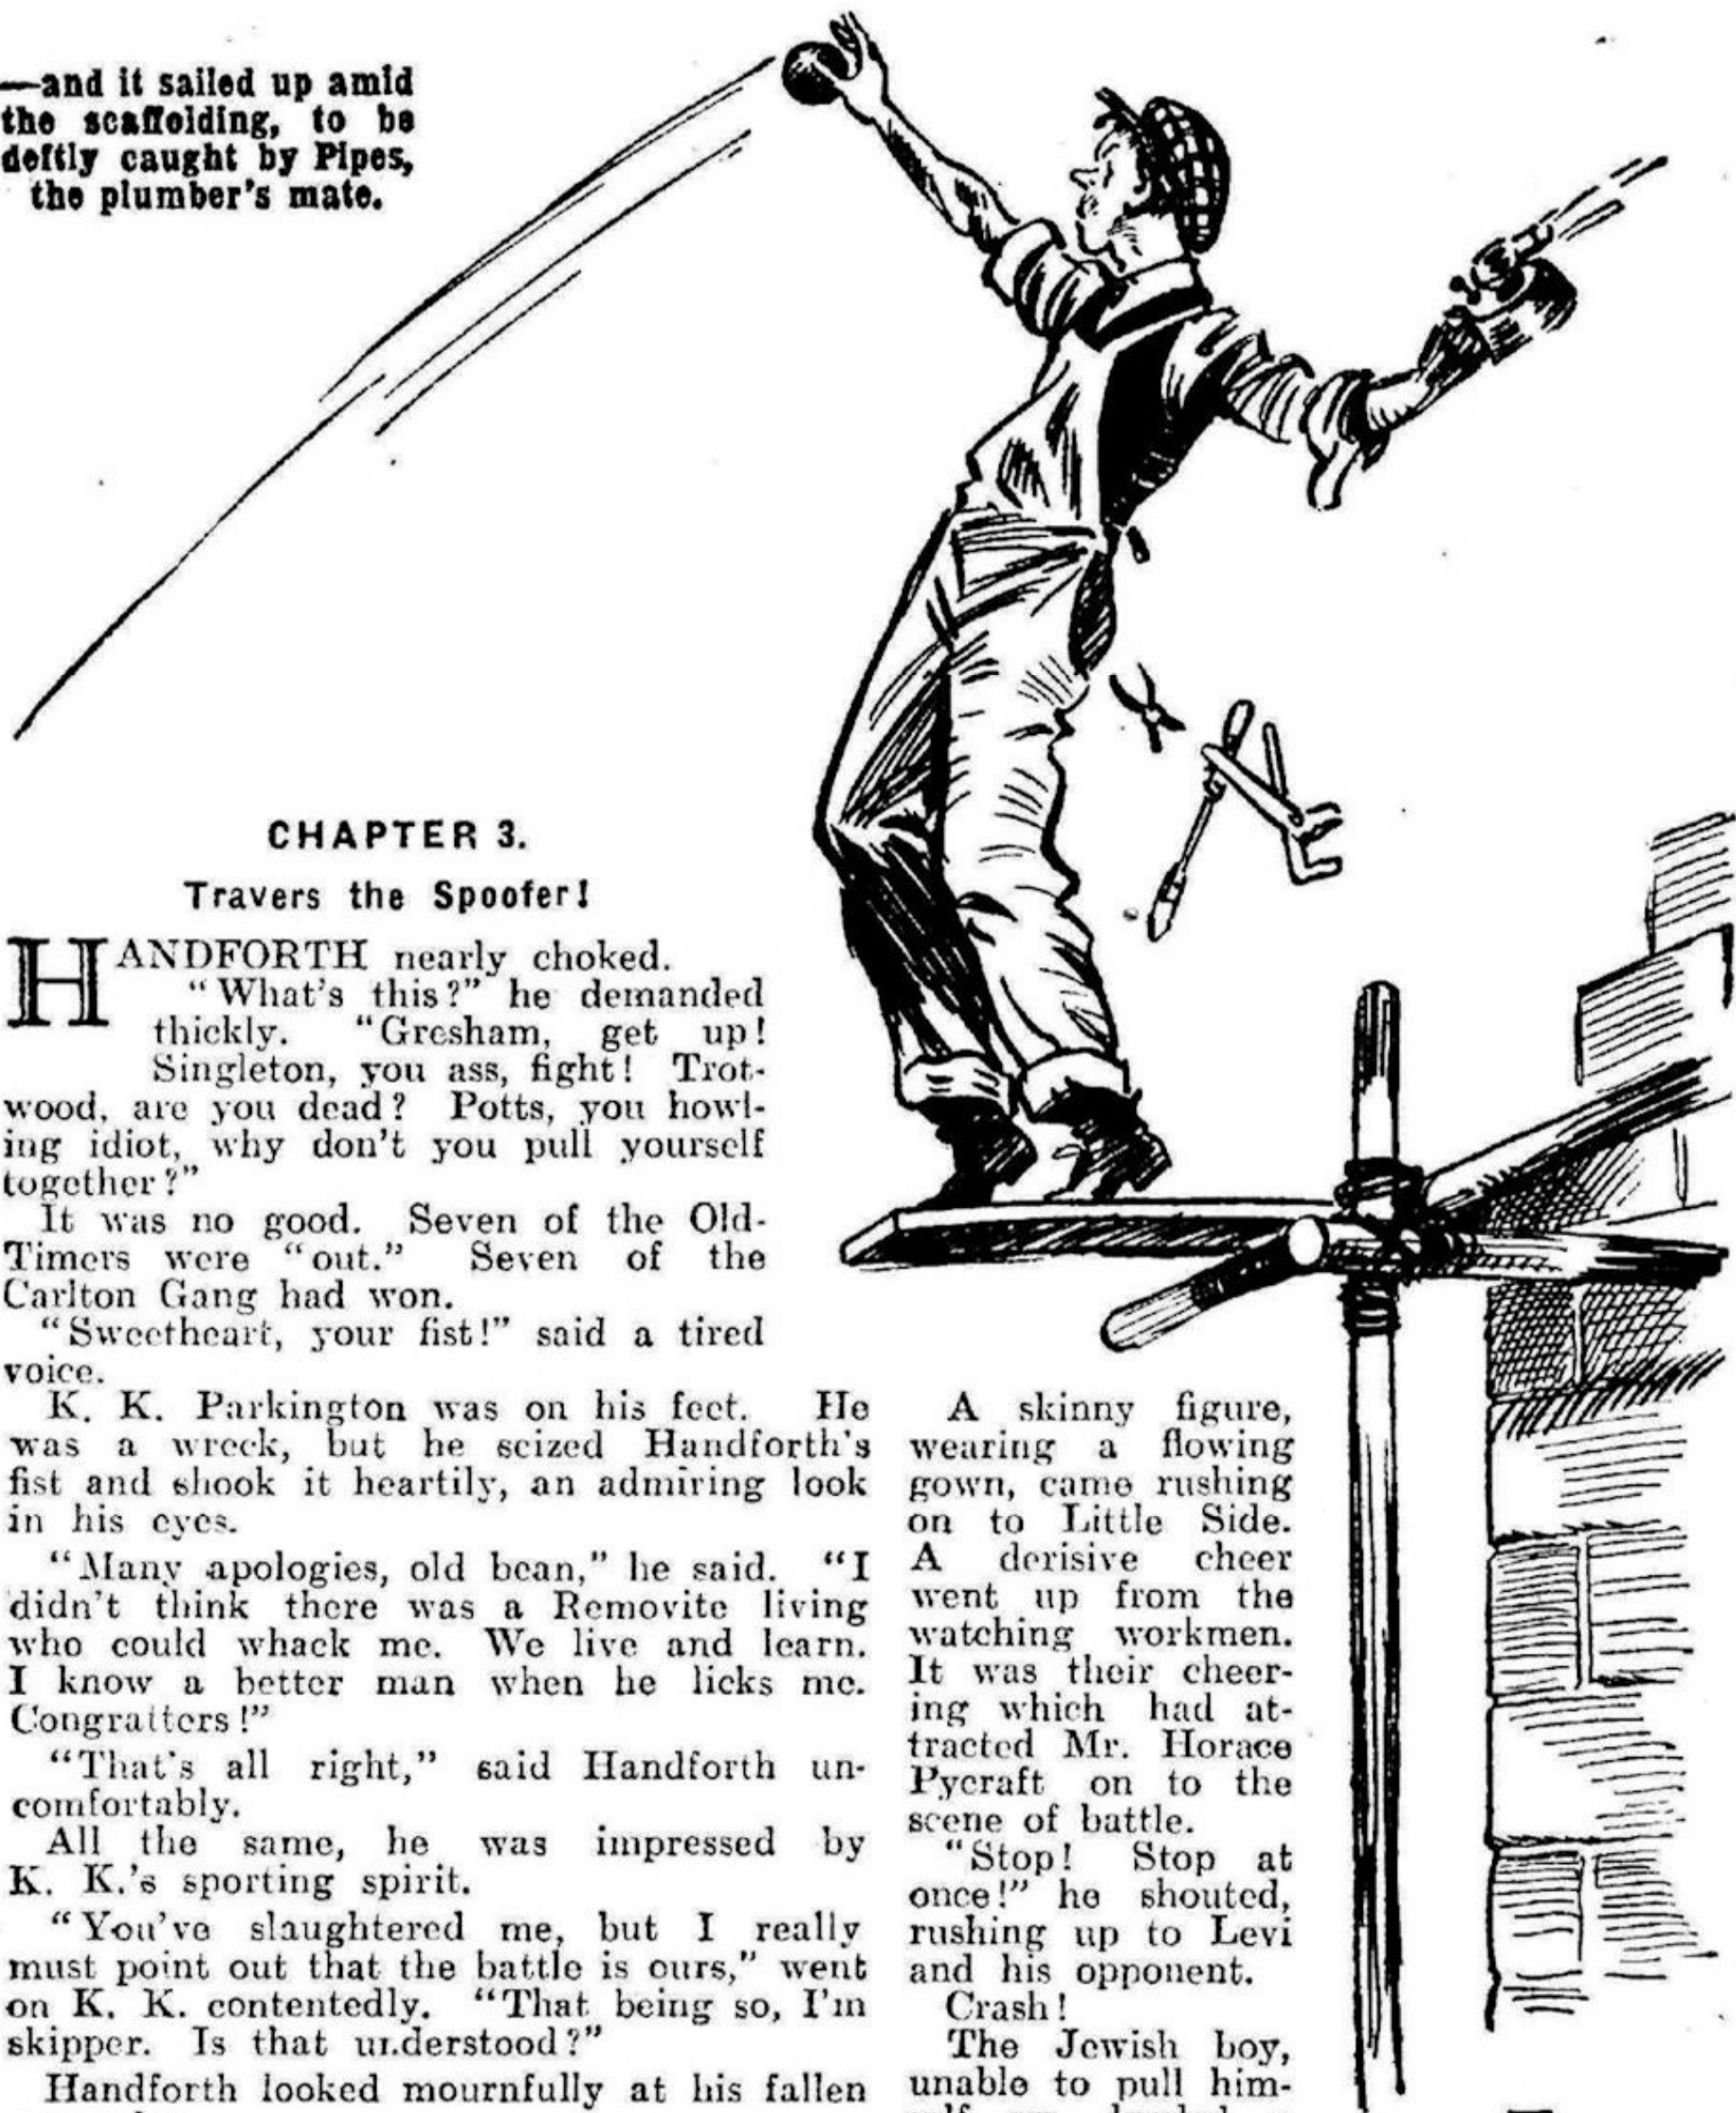 —and it sailed up amid
the scaffolding, to be
deftly caught by Pipes,
the plumber's mate.
CHAPTER 3.
Travers the Spoofer!
HANDFORTH nearly choked.
"What's this?" he demanded
thickly. "Gresham, get up!
Singleton, you ass, fight! Trot-
wood, are you dead? Potts, you howl-
ing idiot, why don't you pull yourself
together?"
It was no good. Seven of the Old-
Timers were "out." Seven of the
Carlton Gang had won.
"Sweetheart, your fist!" said a tired
voice.
K. K. Parkington was on his feet. He
was a wreck, but he seized Handforth's
fist and shook it heartily, an admiring look
in his eyes.
"Many apologies, old bean," he said. "I
didn't think there was a Removite living
who could whack me. We live and learn.
I know a better man when he licks me.
Congratters!"
"That's all right," said Handforth un-
comfortably.
All the same, he was impressed by
K. K.'s sporting spirit.
"You've slaughtered me, but I really
must point out that the battle is ours," went
on K. K. contentedly. "That being so, I'm
skipper. Is that understood?"
Handforth looked mournfully at his fallen
A skinny figure,
wearing a flowing
gown, came rushing
on to Little Side.
A derisive cheer
went up from the
watching workmen.
It was their cheer-
ing which had at-
tracted Mr. Horace
Pycraft on to the
scene of battle.
"Stop! Stop at
once!" he shouted,
rushing up to Levi
and his opponent.
Crash!
The Jewish boy,
unable to pull him-